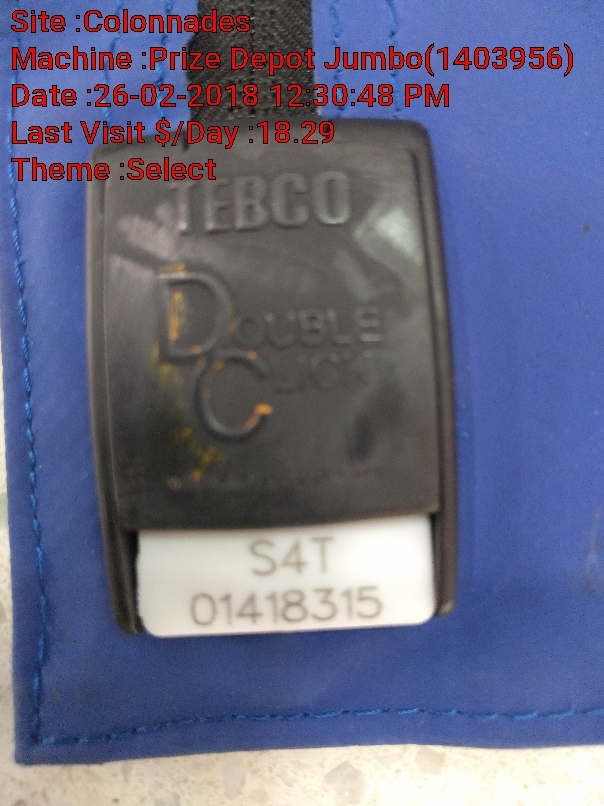 Site :Colonnades
Machine :Prize Depot Jumbo(1403956)
Date :26-02-2018 12:30:48 PM
Last Visit $/Day :18.29
Theme :Select
TEBCO
DOUBLE
CLICK
S4T
01418315